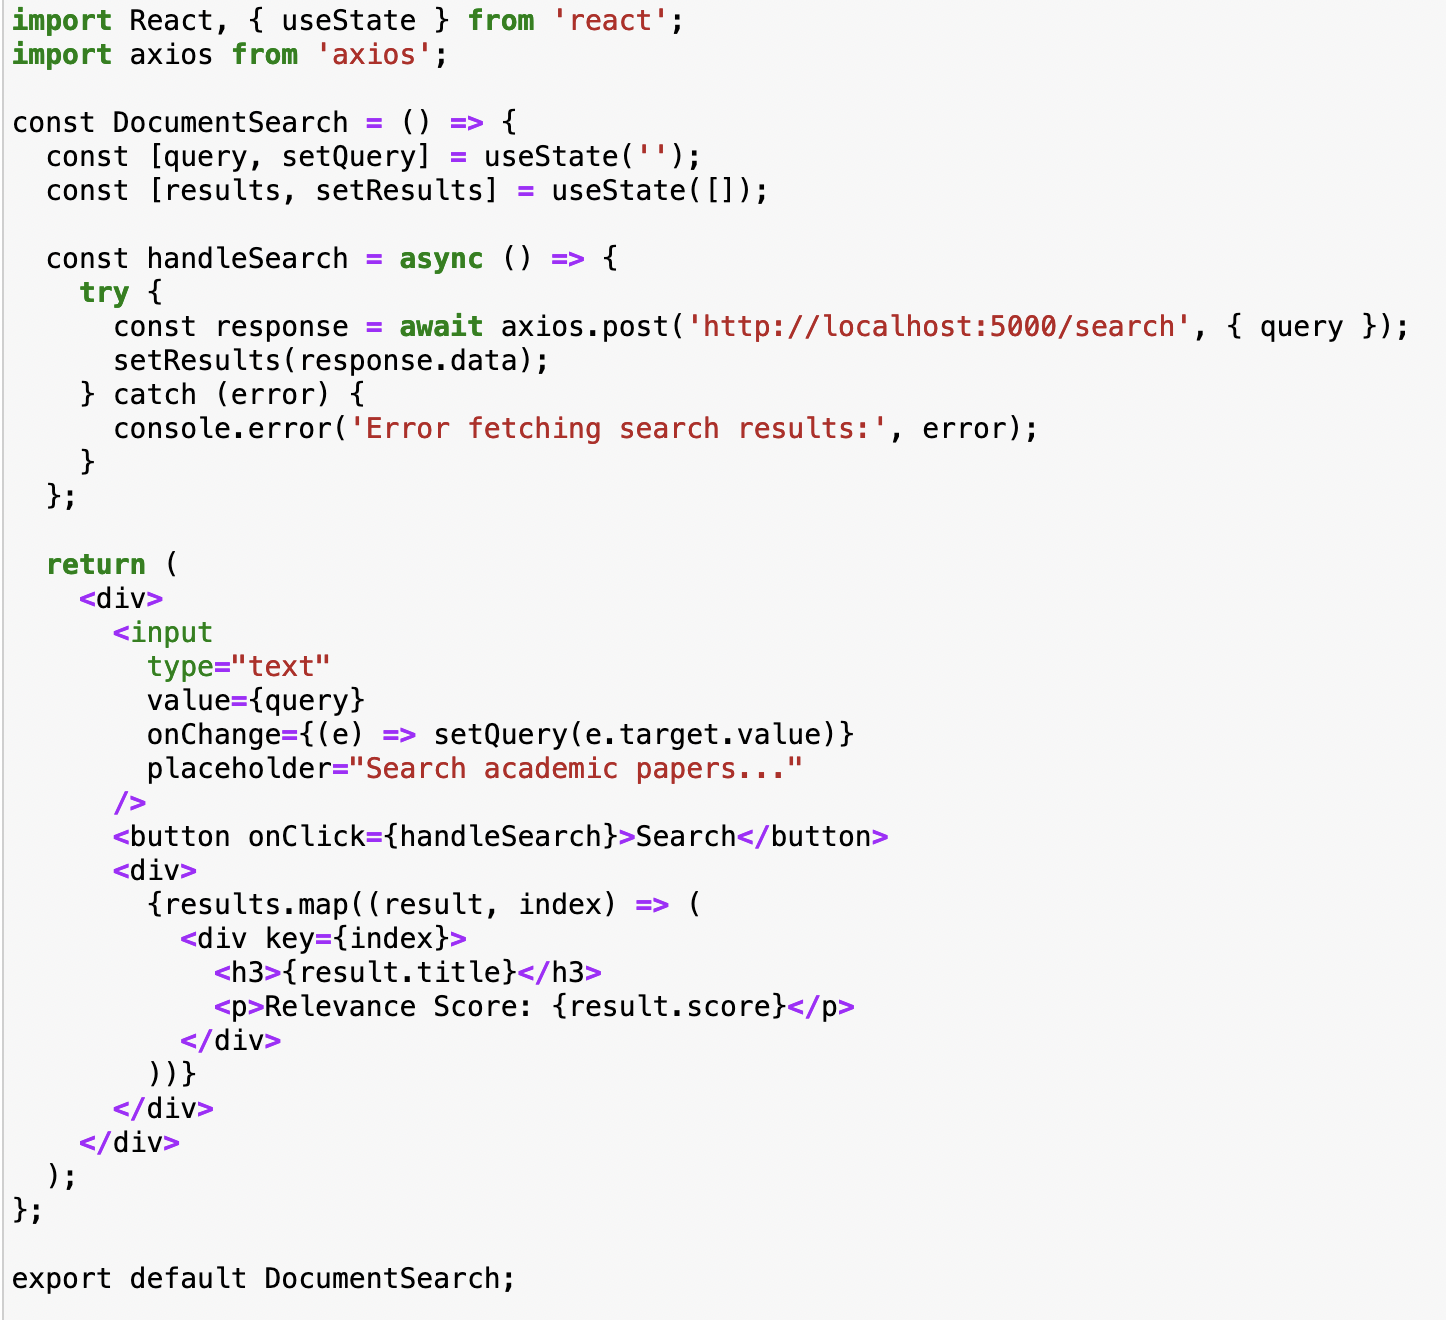 import React, { useState } from 'react';
import axios from 'axios';

const DocumentSearch = () => {
  const [query, setQuery] = useState('');
  const [results, setResults] = useState([]);

  const handleSearch = async () => {
    try {
      const response = await axios.post('http://localhost:5000/search', { query });
      setResults(response.data);
    } catch (error) {
      console.error('Error fetching search results:', error);
    }
  };

  return (
    <div>
      <input
        type="text"
        value={query}
        onChange={(e) => setQuery(e.target.value)}
        placeholder="Search academic papers..."
      />
      <button onClick={handleSearch}>Search</button>
      <div>
        {results.map((result, index) => (
          <div key={index}>
            <h3>{result.title}</h3>
            <p>Relevance Score: {result.score}</p>
          </div>
        ))}
      </div>
    </div>
  );
};

export default DocumentSearch;